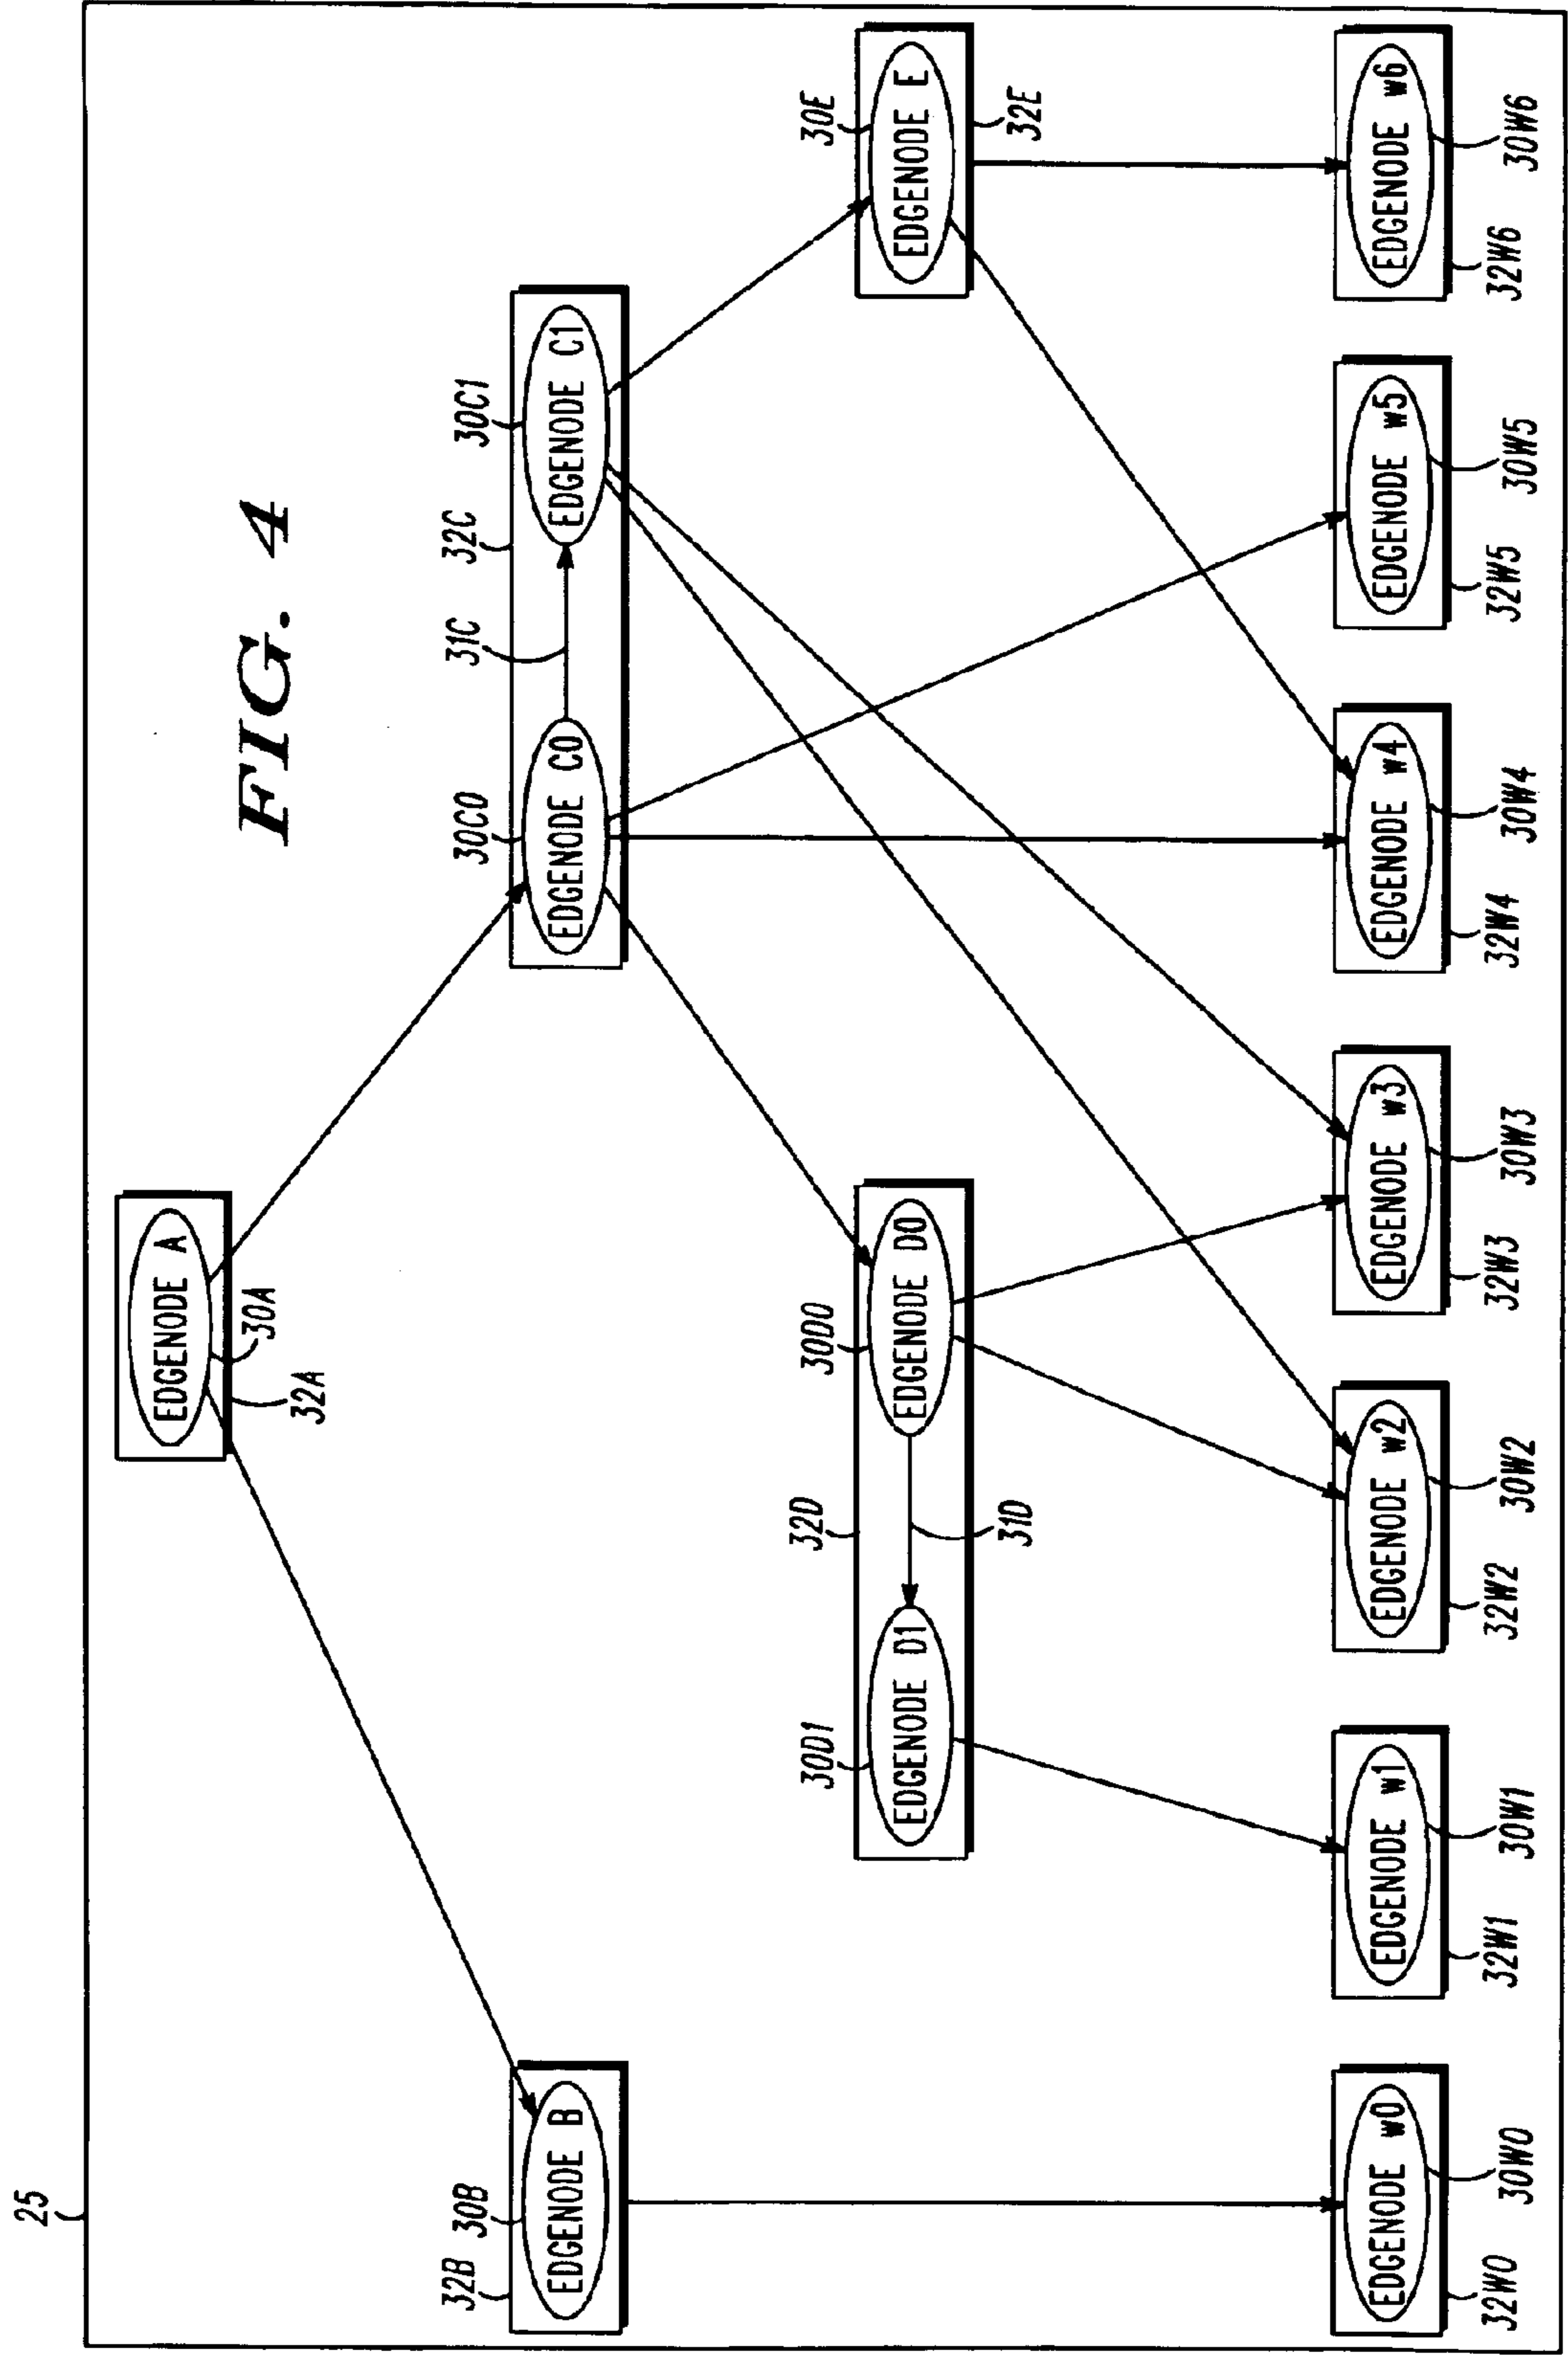 25
FIG. 4
EDGENODE A
30A
32A
32B
30B
EDGENODE B
30C0
31C
32C
30C1
EDGENODE C0
EDGENODE C1
30D1
32D
30D0
EDGENODE D1
EDGENODE D0
31D
30E
EDGENODE E
32E
EDGENODE w0
EDGENODE w1
EDGENODE w2
EDGENODE w3
EDGENODE w4
EDGENODE w5
EDGENODE w6
32W0
30W0
32W1
30W1
32W2
30W2
32W3
30W3
32W4
30W4
32W5
30W5
32W6
30W6